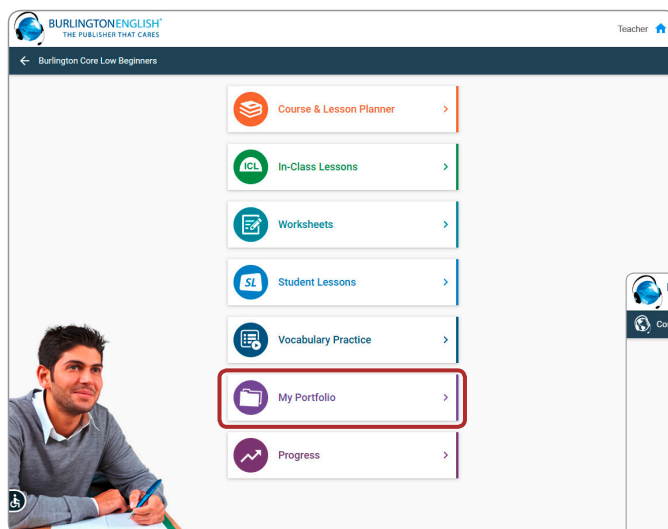 BURLINGTONENGLISH®
THE PUBLISHER THAT CARES
Teacher
Burlington Core Low Beginners
Course & Lesson Planner
ICL
In-Class Lessons
Worksheets
SL
Student Lessons
Vocabulary Practice
My Portfolio
Progress